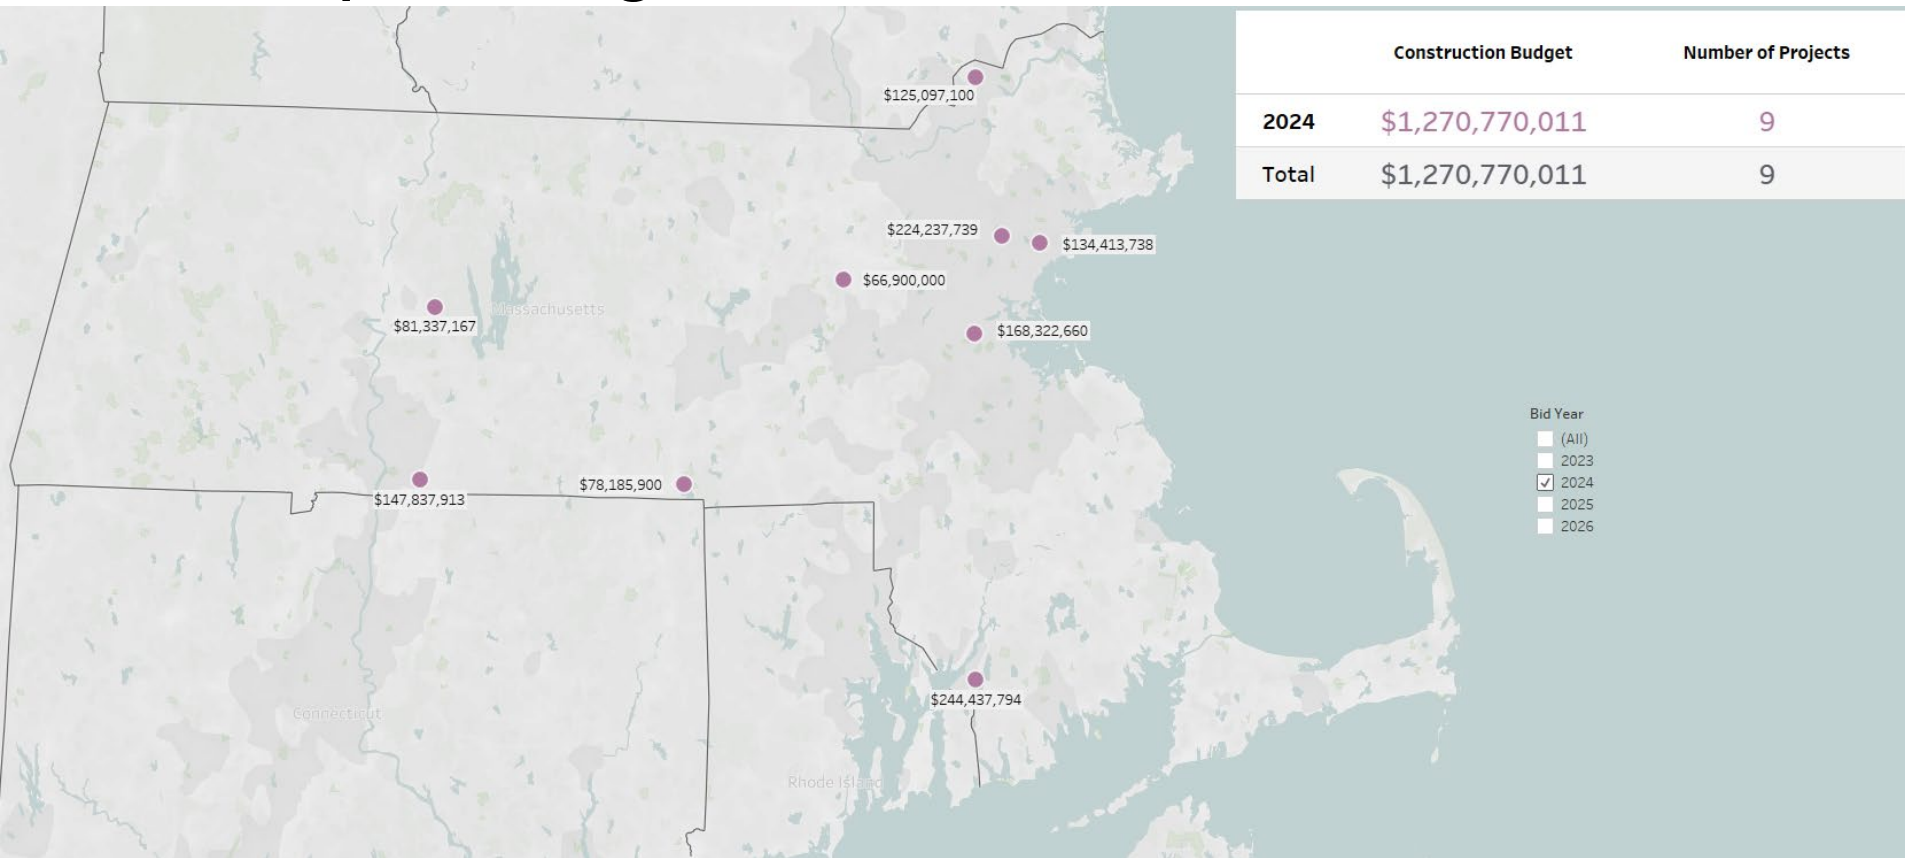 Construction Budget Number of Projects
2024 $1,270,770,011 9
Total $1,270,770,011 9
$125,097,100
$224,237,739
$134,413,738
$66,900,000
Massachusetts
$81,337,167
$168,322,660
Bid Year
(All)
2023
2024
2025
2026
$147,837,913
$78,185,900
$244,437,794
Connecticut
Rhode Island